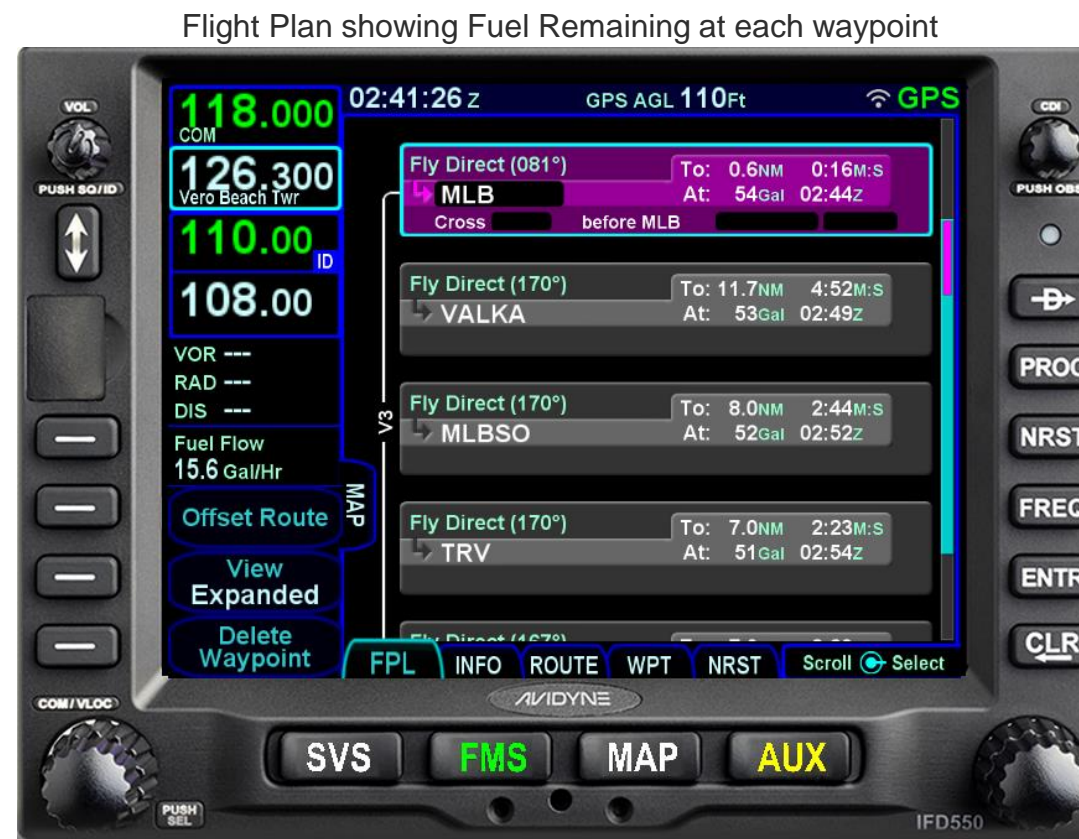 Flight Plan showing Fuel Remaining at each waypoint
VOL
PUSH SQ/ID
118.000
COM
126.300
Vero Beach Twr
110.00
ID
108.00
VOR ---
RAD ---
DIS ---
Fuel Flow
15.6 Gal/Hr
Offset Route
View
Expanded
Delete
Waypoint
MAP
02:41:26 Z GPS AGL 110Ft GPS
Fly Direct (081°) To: 0.6NM 0:16M:S
MLB At: 54Gal 02:44Z
Cross before MLB
V3
Fly Direct (170°) To: 11.7NM 4:52M:S
VALKA At: 53Gal 02:49Z
Fly Direct (170°) To: 8.0NM 2:44M:S
MLBSO At: 52Gal 02:52Z
Fly Direct (170°) To: 7.0NM 2:23M:S
TRV At: 51Gal 02:54Z
Fly Direct (167°)
FPL INFO ROUTE WPT NRST Scroll Select
CDI
PUSH OBS
D
PROC
NRST
FREQ
ENTR
CLR
COM/VLOC
PUSH
SEL
AVIDYNE
SVS FMS MAP AUX
IFD550